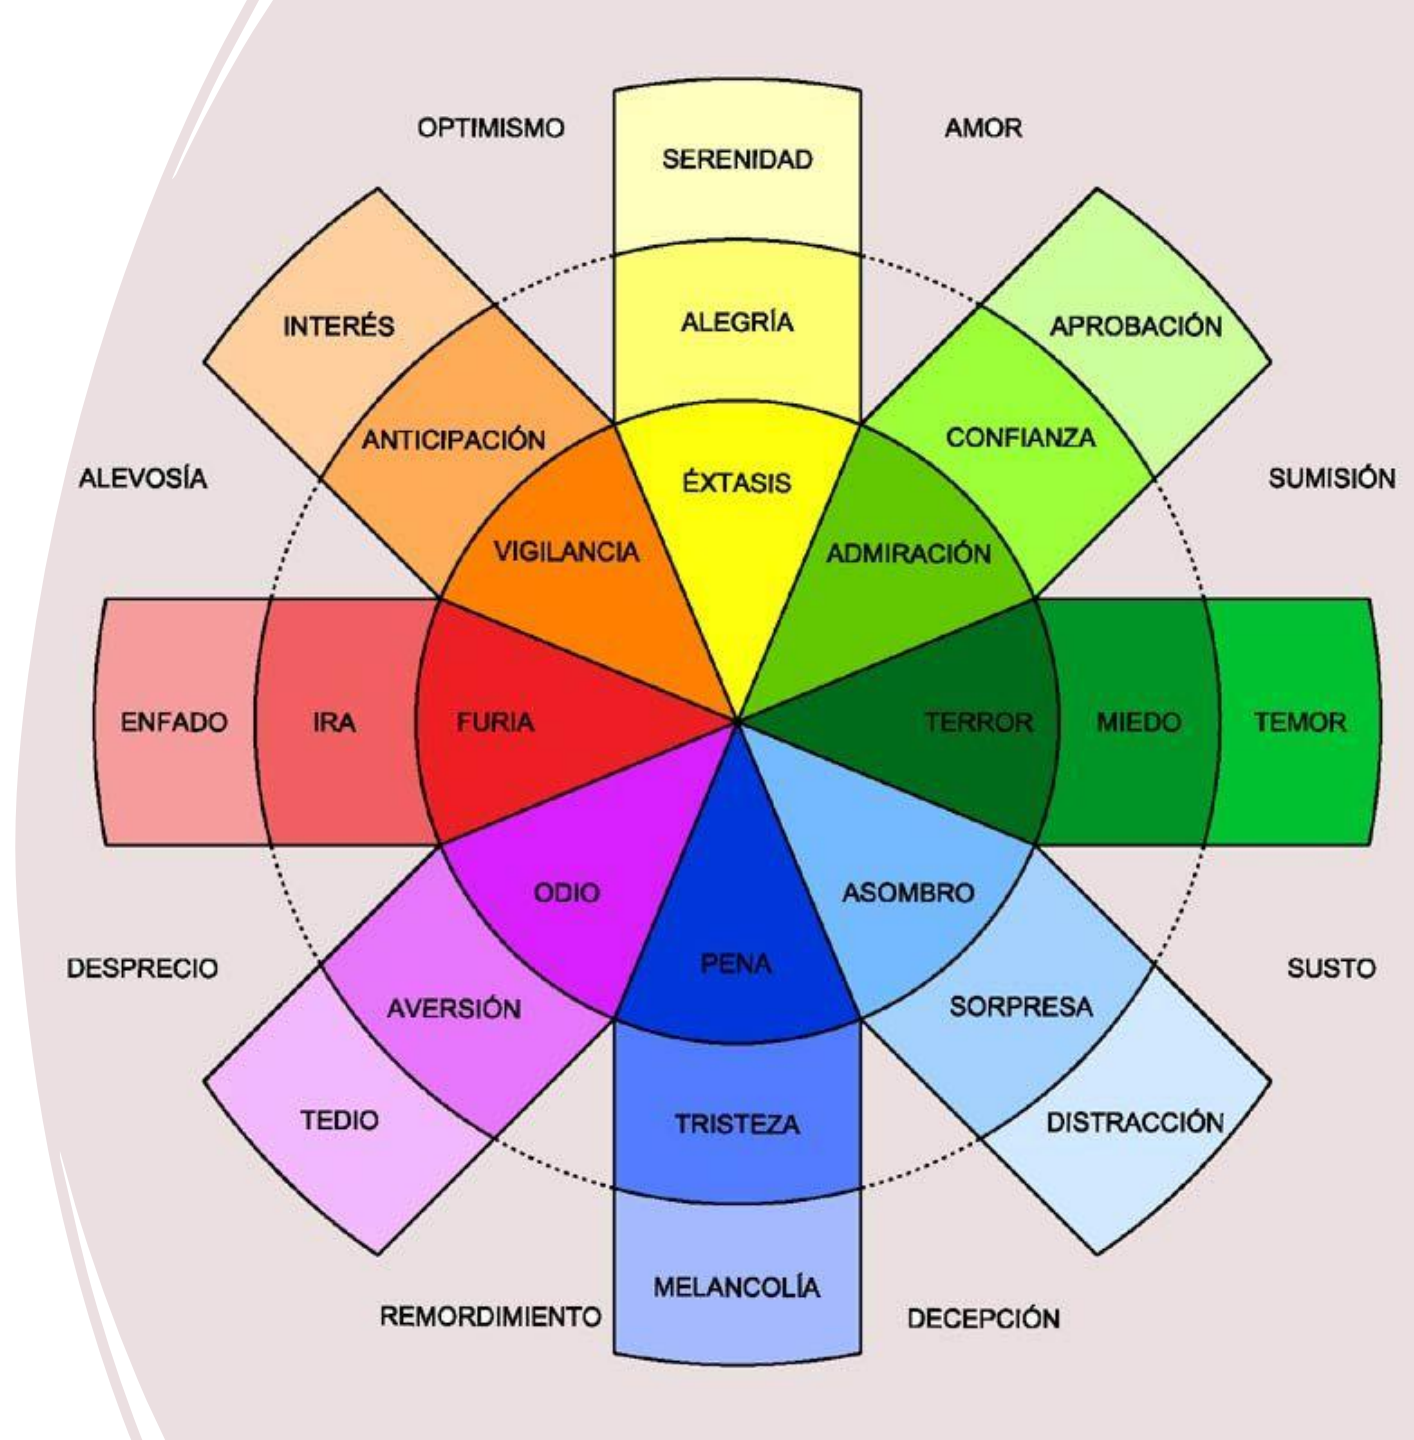 OPTIMISMO
AMOR
SERENIDAD
ALEGRÍA
INTERÉS
APROBACIÓN
ANTICIPACIÓN
CONFIANZA
ALEVOSÍA
ÉXTASIS
SUMISIÓN
VIGILANCIA
ADMIRACIÓN
ENFADO
IRA
FURIA
TERROR
MIEDO
TEMOR
ODIO
ASOMBRO
DESPRECIO
PENA
SUSTO
AVERSIÓN
SORPRESA
TEDIO
TRISTEZA
DISTRACCIÓN
MELANCOLÍA
REMORDIMIENTO
DECEPCIÓN